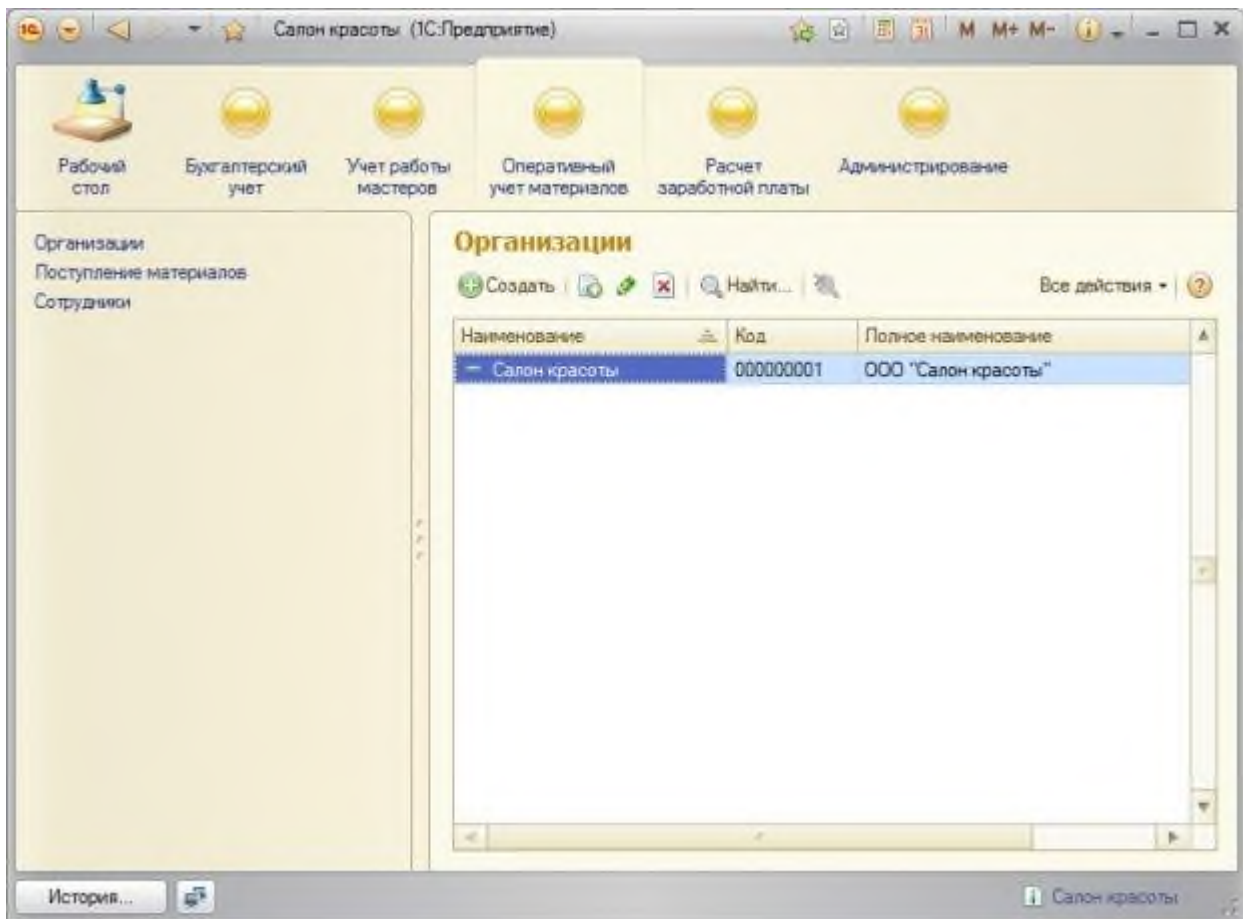 Салон красоты (1С:Предприятие)
M M+ M-
Рабочий стол
Бухгалтерский учет
Учет работы мастеров
Оперативный учет материалов
Расчет заработной платы
Администрирование
Организации
Поступление материалов
Сотрудники
Организации
Создать Найти... Все действия
Наименование Код Полное наименование
Салон красоты 000000001 ООО "Салон красоты"
История... Салон красоты